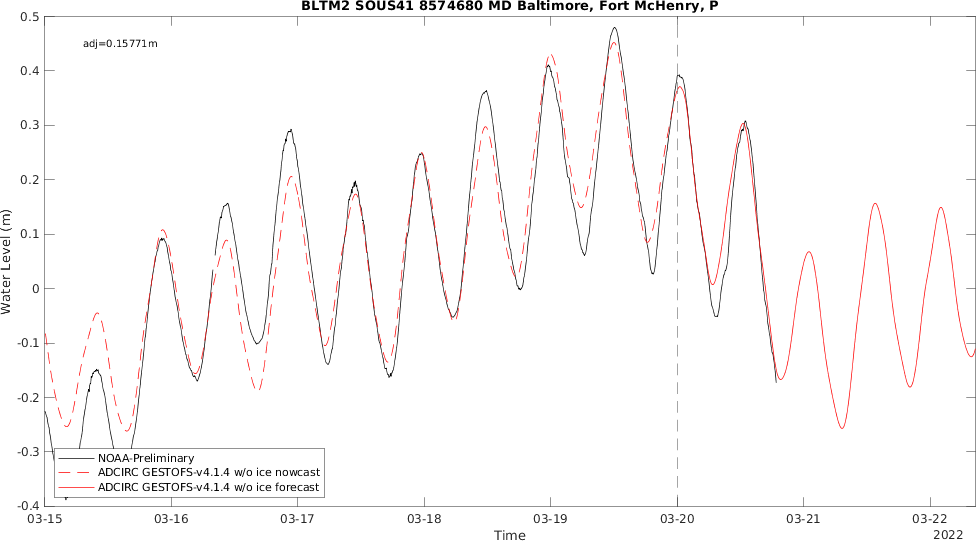 BLTM2 SOUS41 8574680 MD Baltimore, Fort McHenry, P
0.5
adj=0.15771m
0.4
0.3
0.2
0.1
0
-0.1
-0.2
-0.3
-0.4
Water Level (m)
NOAA-Preliminary
ADCIRC GESTOFS-v4.1.4 w/o ice nowcast
ADCIRC GESTOFS-v4.1.4 w/o ice forecast
03-15 03-16 03-17 03-18 03-19 03-20 03-21 03-22
Time
2022